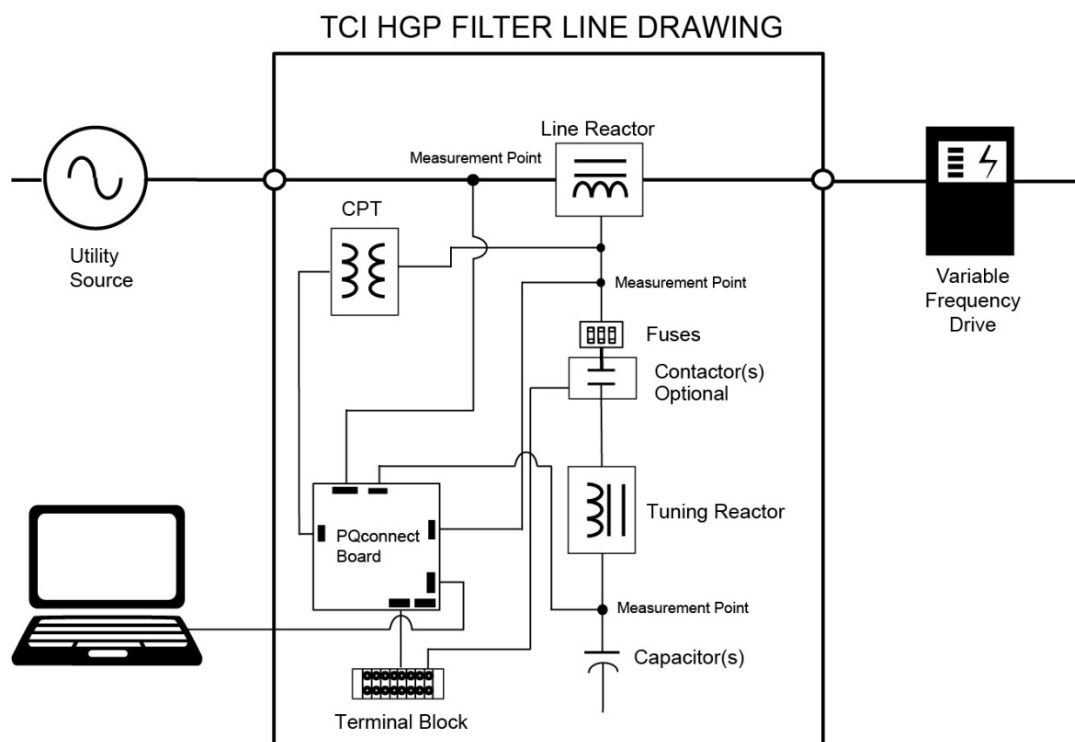 TCI HGP FILTER LINE DRAWING
Line Reactor
Measurement Point
CPT
Utility
Source
Measurement Point
Variable
Frequency
Drive
Fuses
Contactor(s)
Optional
Tuning Reactor
PQconnect
Board
Measurement Point
Capacitor(s)
Terminal Block